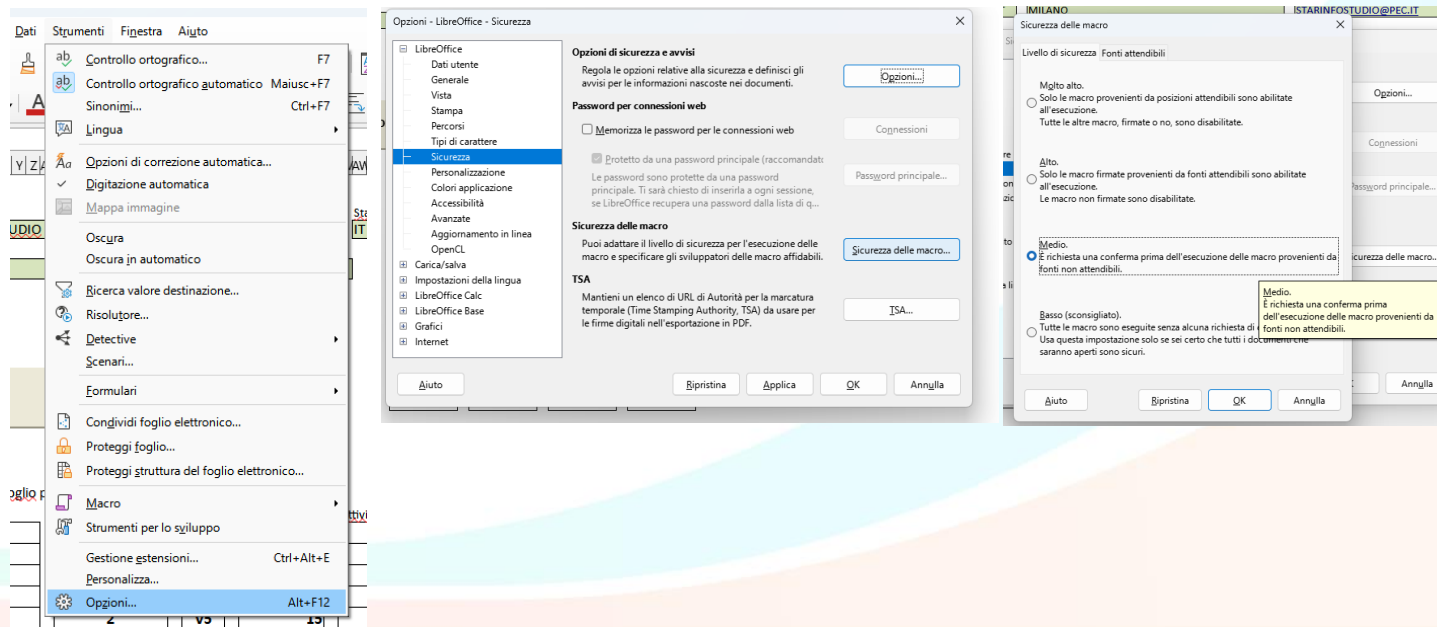 Dati Strumenti Finestra Aiuto
Controllo ortografico... F7
Controllo ortografico automatico Maiusc+F7
Sinonimi... Ctrl+F7
Lingua
Opzioni di correzione automatica...
Digitazione automatica
Mappa immagine
Oscura
Oscura in automatico
Ricerca valore destinazione...
Risolutore...
Detective
Scenari...
Formulari
Condividi foglio elettronico...
Proteggi foglio...
Proteggi struttura del foglio elettronico...
Macro
Strumenti per lo sviluppo
Gestione estensioni... Ctrl+Alt+E
Personalizza...
Opzioni... Alt+F12
2 V5 15
Opzioni - LibreOffice - Sicurezza
LibreOffice
Dati utente
Generale
Vista
Stampa
Percorsi
Tipi di carattere
Sicurezza
Personalizzazione
Colori applicazione
Accessibilità
Avanzate
Aggiornamento in linea
OpenCL
Carica/salva
Impostazioni della lingua
LibreOffice Calc
LibreOffice Base
Grafici
Internet
Opzioni di sicurezza e avvisi
Regola le opzioni relative alla sicurezza e definisci gli
avvisi per le informazioni nascoste nei documenti.
Opzioni...
Password per connessioni web
Memorizza le password per le connessioni web
Connessioni
Protetto da una password principale (raccomandato
Le password sono protette da una password
principale. Ti sarà chiesto di inserirla a ogni sessione,
se LibreOffice recupera una password dalla lista di q...
Password principale...
Sicurezza delle macro
Puoi adattare il livello di sicurezza per l'esecuzione delle
macro e specificare gli sviluppatori delle macro affidabili.
Sicurezza delle macro...
TSA
Mantieni un elenco di URL di Autorità per la marcatura
temporale (Time Stamping Authority, TSA) da usare per
le firme digitali nell'esportazione in PDF.
TSA...
Aiuto Ripristina Applica OK Annulla
MILANO STARINFOSTUDIO@PEC.IT
Sicurezza delle macro
Livello di sicurezza Fonti attendibili
Molto alto.
Solo le macro provenienti da posizioni attendibili sono abilitate
all'esecuzione.
Tutte le altre macro, firmate o no, sono disabilitate.
Alto.
Solo le macro firmate provenienti da fonti attendibili sono abilitate
all'esecuzione.
Le macro non firmate sono disabilitate.
Medio.
È richiesta una conferma prima dell'esecuzione delle macro provenienti da
fonti non attendibili.
Medio.
È richiesta una conferma prima
dell'esecuzione delle macro provenienti da
fonti non attendibili.
Basso (sconsigliato).
Tutte le macro sono eseguite senza alcuna richiesta di
Usa questa impostazione solo se sei certo che tutti i documenti che
saranno aperti sono sicuri.
Aiuto Ripristina OK Annulla
Opzioni...
Connessioni
Password principale...
icurezza delle macro...
Annulla